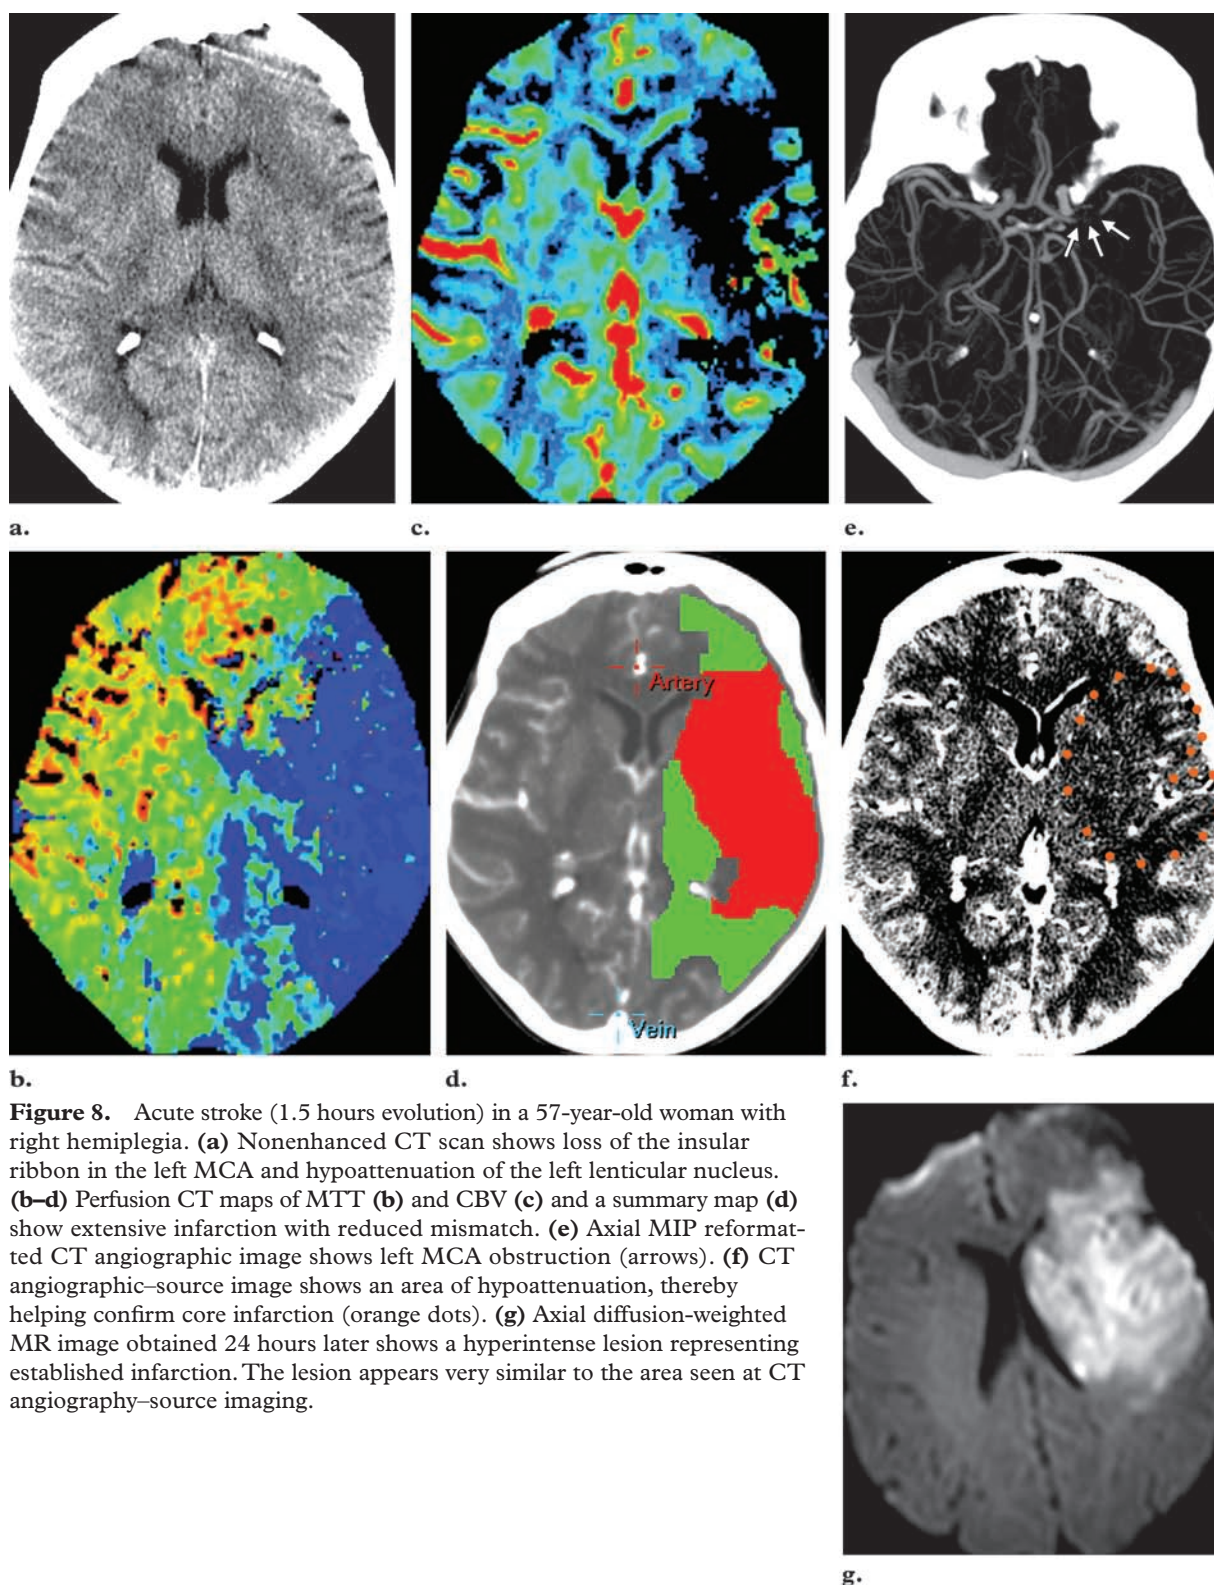 a.
c.
e.
Artery
Vein
b.
d.
f.
Figure 8. Acute stroke (1.5 hours evolution) in a 57-year-old woman with
right hemiplegia. (a) Nonenhanced CT scan shows loss of the insular
ribbon in the left MCA and hypoattenuation of the left lenticular nucleus.
(b–d) Perfusion CT maps of MTT (b) and CBV (c) and a summary map (d)
show extensive infarction with reduced mismatch. (e) Axial MIP reformat-
ted CT angiographic image shows left MCA obstruction (arrows). (f) CT
angiographic–source image shows an area of hypoattenuation, thereby
helping confirm core infarction (orange dots). (g) Axial diffusion-weighted
MR image obtained 24 hours later shows a hyperintense lesion representing
established infarction. The lesion appears very similar to the area seen at CT
angiography–source imaging.
g.